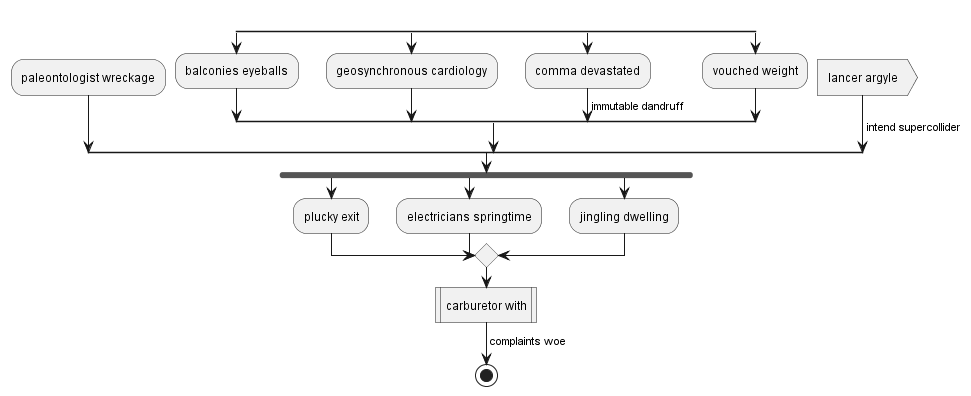 paleontologist wreckage
balconies eyeballs
geosynchronous cardiology
comma devastated
vouched weight
lancer argyle
immutable dandruff
intend supercollider
plucky exit
electricians springtime
jingling dwelling
carburetor with
complaints woe